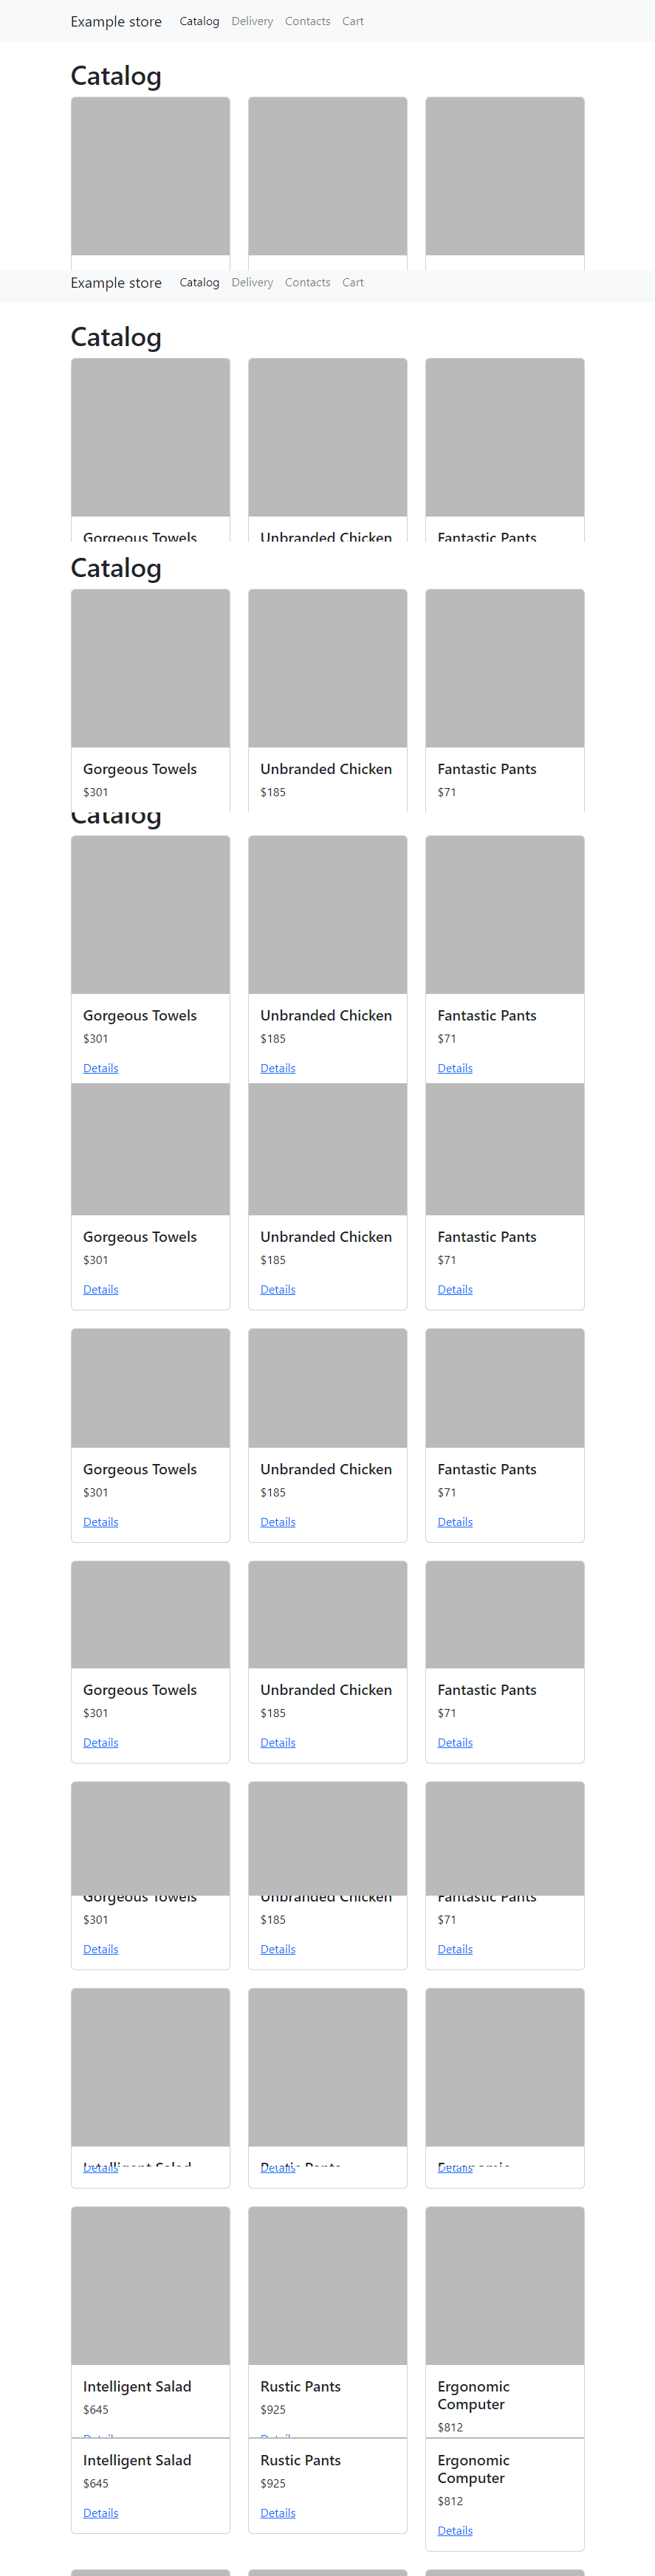 Example store Catalog Delivery Contacts Cart
Catalog
Example store Catalog Delivery Contacts Cart
Catalog
Gorgeous Towels Unbranded Chicken Fantastic Pants
Catalog
Gorgeous Towels Unbranded Chicken Fantastic Pants
$301 $185 $71
Catalog
Gorgeous Towels Unbranded Chicken Fantastic Pants
$301 $185 $71
Details Details Details
Gorgeous Towels Unbranded Chicken Fantastic Pants
$301 $185 $71
Details Details Details
Gorgeous Towels Unbranded Chicken Fantastic Pants
$301 $185 $71
Details Details Details
Gorgeous Towels Unbranded Chicken Fantastic Pants
$301 $185 $71
Details Details Details
Gorgeous Towels Unbranded Chicken Fantastic Pants
$301 $185 $71
Details Details Details
Details Details Details
Intelligent Salad Rustic Pants Ergonomic
Computer
$645 $925
$812
Intelligent Salad Rustic Pants Ergonomic
Computer
$645 $925
$812
Details Details
Details